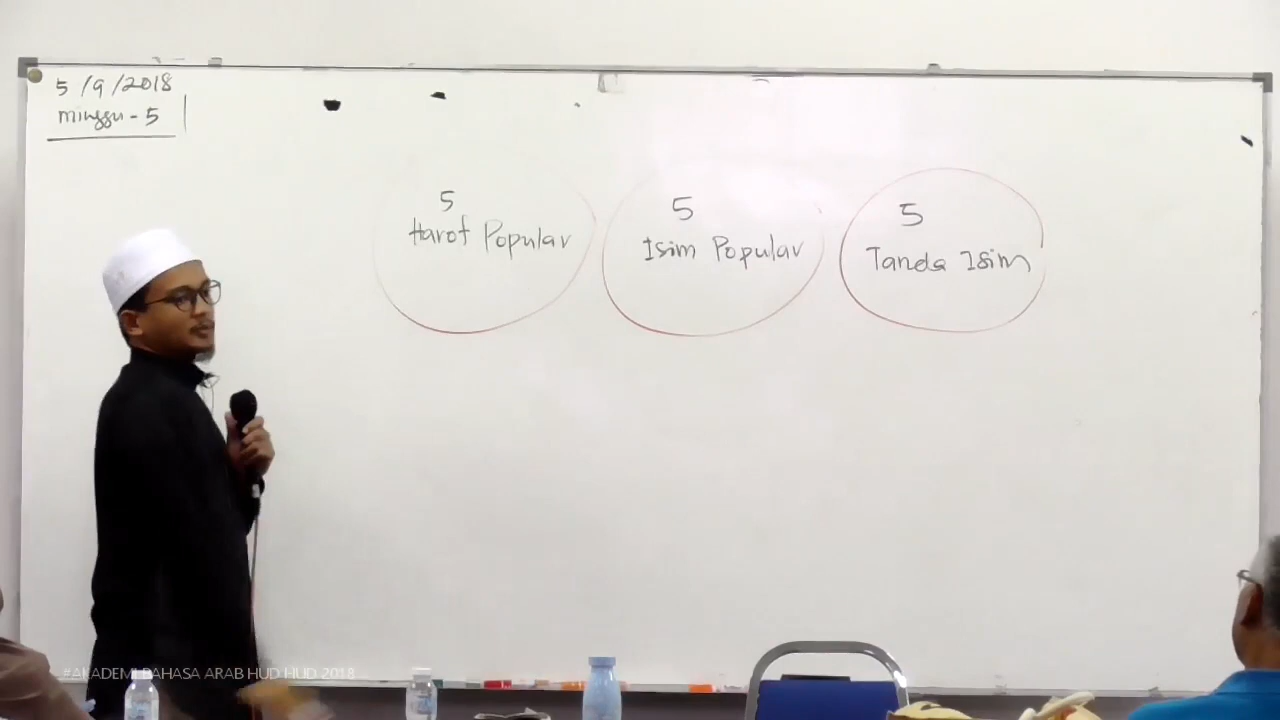 5/9/2018
minggu - 5
5
Harof Popular
5
Isim Popular
5
Tanda Isim
#AKADEMI BAHASA ARAB HUD HUD 2018